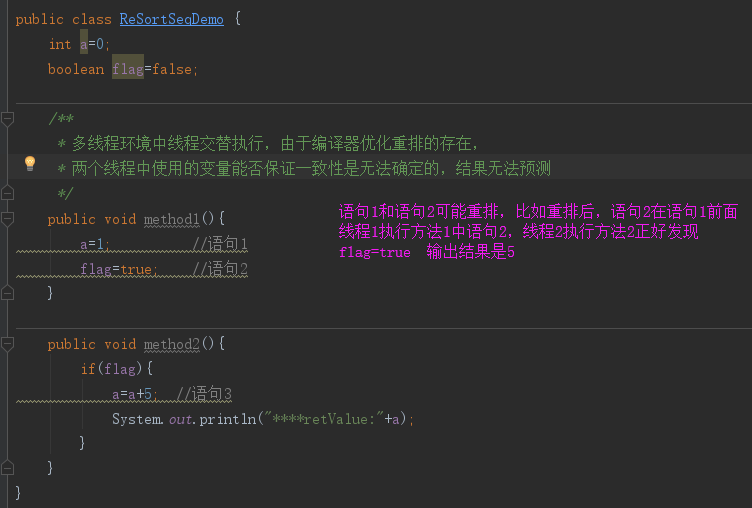 public class ReSortSeqDemo {
int a=0;
boolean flag=false;
/**
* 多线程环境中线程交替执行，由于编译器优化重排的存在，
* 两个线程中使用的变量能否保证一致性是无法确定的，结果无法预测
*/
public void method1(){
a=1; //语句1
flag=true; //语句2
}
语句1和语句2可能重排，比如重排后，语句2在语句1前面
线程1执行方法1中语句2，线程2执行方法2正好发现
flag=true 输出结果是5
public void method2(){
if(flag){
a=a+5; //语句3
System.out.println("****retValue:"+a);
}
}
}